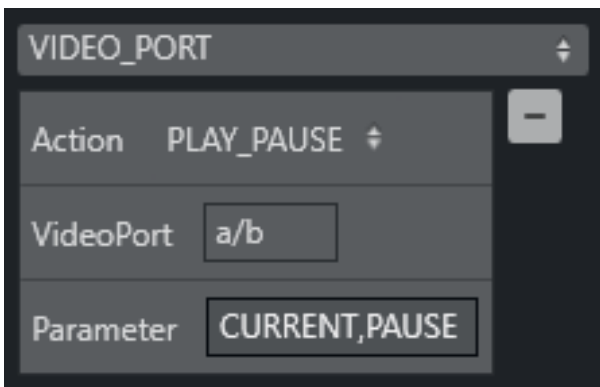 VIDEO_PORT
Action PLAY_PAUSE
VideoPort a/b
Parameter CURRENT,PAUSE